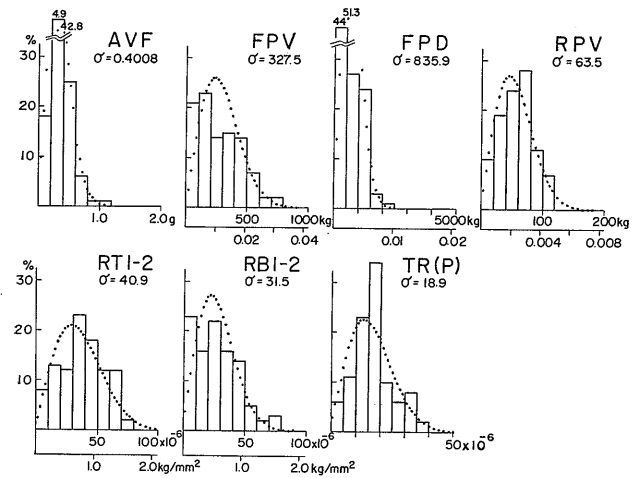 4.9
42.8
AVF
σ=0.4008
%
30
20
10
1.0
2.0g
FPV
σ=327.5
500
1000kg
0.02
0.04
44
51.3
FPD
σ=835.9
5000kg
0.01
0.02
RPV
σ=63.5
100
200kg
0.004
0.008
RT1-2
σ=40.9
%
20
10
50
100x10⁻⁶
1.0
2.0kg/mm²
RB1-2
σ=31.5
50
100x10⁻⁶
1.0
2.0kg/mm²
TR(P)
σ=18.9
50x10⁻⁶